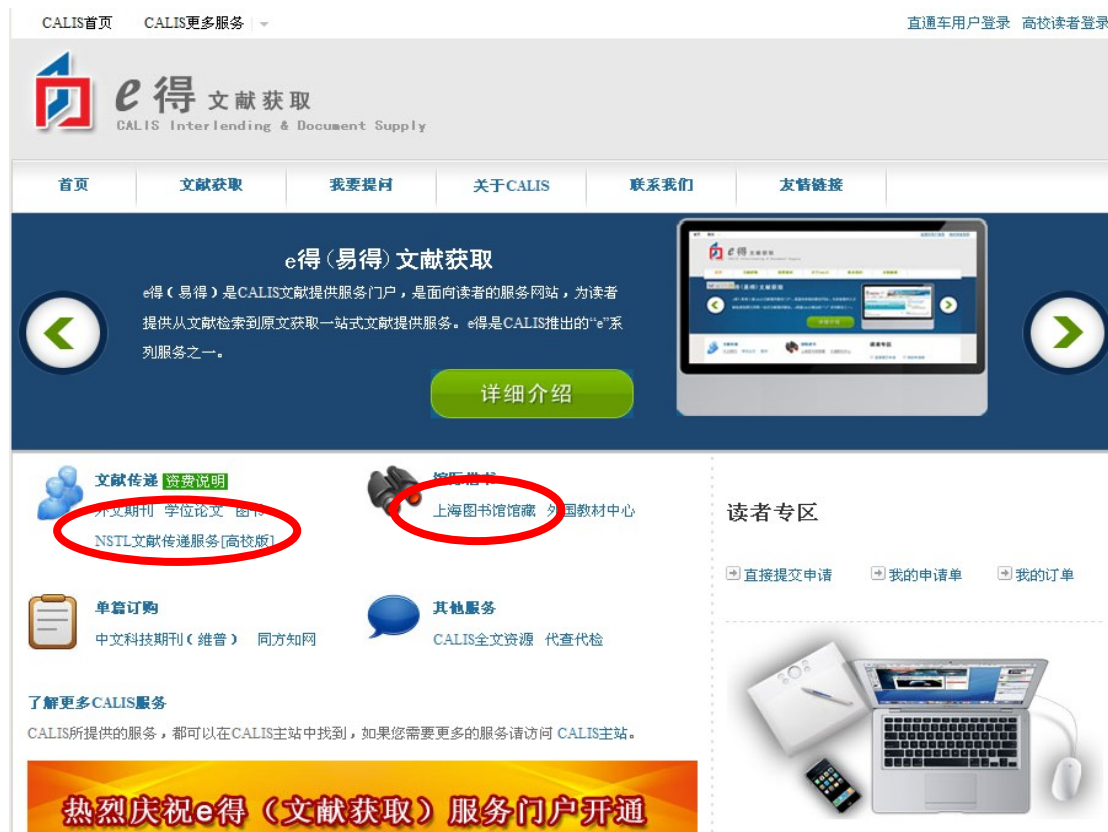 CALIS首页 CALIS更多服务 直通车用户登录 高校读者登录
e得 文献获取
CALIS Interlending & Document Supply
首页 文献获取 我要提问 关于CALIS 联系我们 友情链接
e得(易得)文献获取
e得(易得)是CALIS文献提供服务门户,是面向读者的服务网站,为读者
提供从文献检索到原文获取一站式文献提供服务。e得是CALIS推出的“e”系
列服务之一。
详细介绍
文献传递 资费说明
外文期刊 学位论文 图书
NSTL文献传递服务[高校版]
馆际借书
上海图书馆馆藏 外国教材中心
读者专区
直接提交申请 我的申请单 我的订单
单篇订购
中文科技期刊(维普) 同方知网
其他服务
CALIS全文资源 代查代检
了解更多CALIS服务
CALIS所提供的服务,都可以在CALIS主站中找到,如果您需要更多的服务请访问 CALIS主站。
热烈庆祝e得(文献获取)服务门户开通